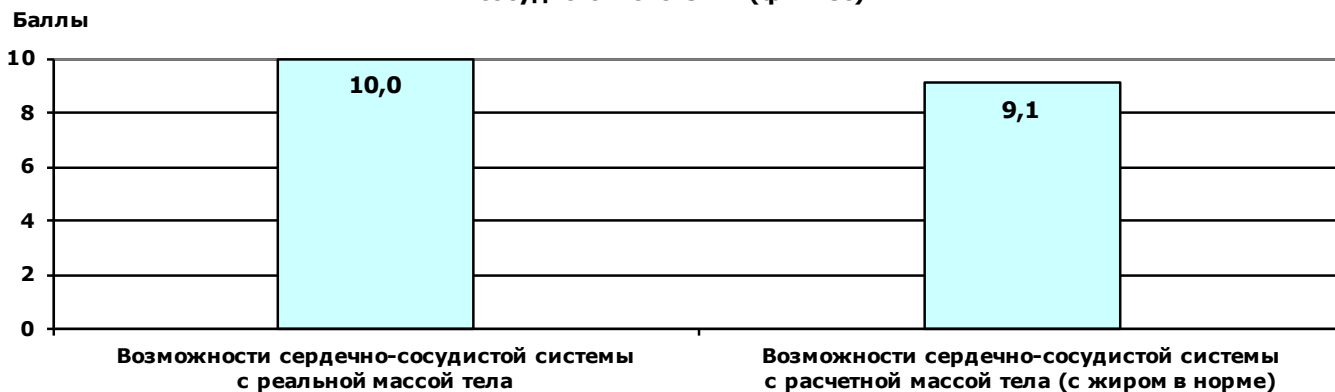 Баллы
10
10,0
9,1
8
6
4
2
0
Возможности сердечно-сосудистой системы
с реальной массой тела
Возможности сердечно-сосудистой системы
с расчетной массой тела (с жиром в норме)